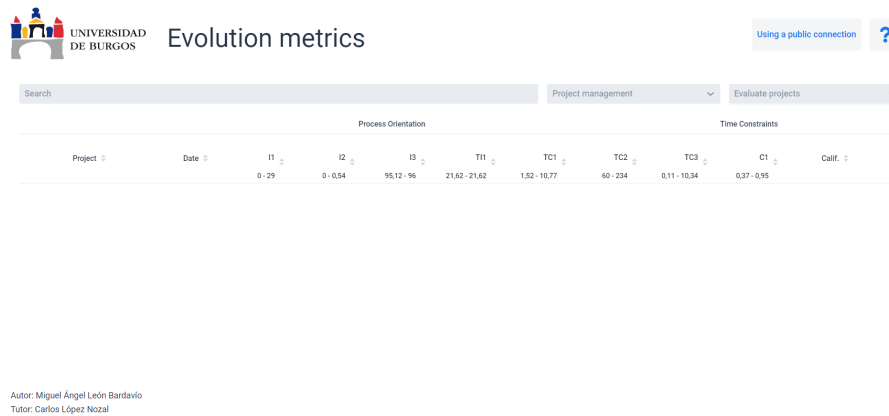 UNIVERSIDAD
DE BURGOS
Evolution metrics
Using a public connection
?
Search
Project management
Evaluate projects
Process Orientation
Time Constraints
Project
Date
I1
I2
I3
TI1
TC1
TC2
TC3
C1
Calif.
0 - 29
0 - 0,54
95,12 - 96
21,62 - 21,62
1,52 - 10,77
60 - 234
0,11 - 10,34
0,37 - 0,95
Autor: Miguel Ángel León Bardavío
Tutor: Carlos López Nozal